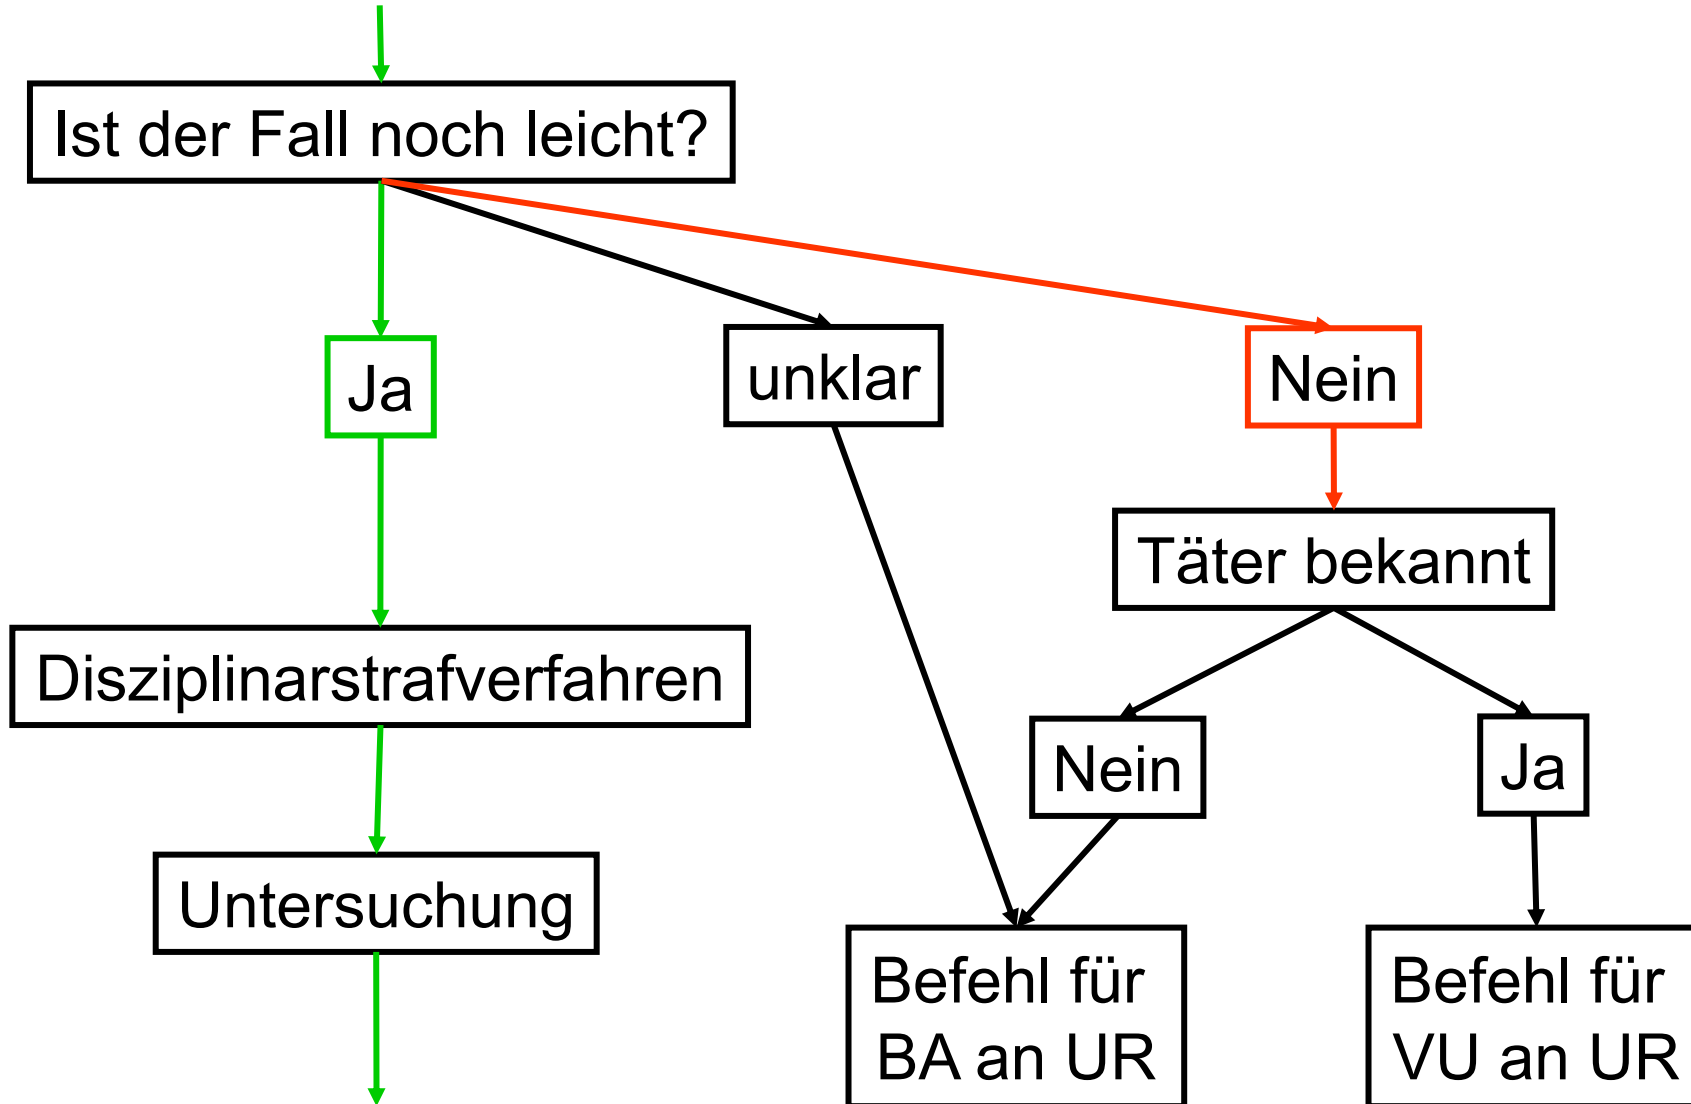 Ist der Fall noch leicht?
Ja
unklar
Nein
Täter bekannt
Disziplinarstrafverfahren
Nein
Ja
Untersuchung
Befehl für
BA an UR
Befehl für
VU an UR